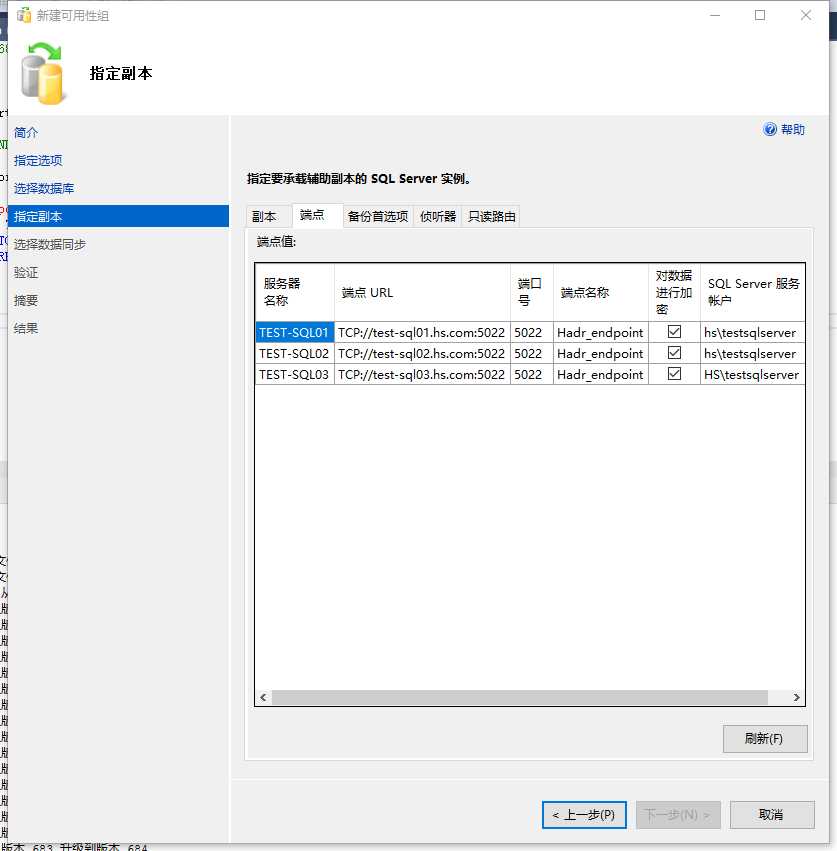 新建可用性组
指定副本
简介
指定选项
选择数据库
指定副本
选择数据同步
验证
摘要
结果
帮助
指定要承载辅助副本的 SQL Server 实例。
副本 端点 备份首选项 侦听器 只读路由
端点值:
服务器名称 端点 URL 端口号 端点名称 对数据进行加密 SQL Server 服务帐户
TEST-SQL01 TCP://test-sql01.hs.com:5022 5022 Hadr_endpoint hs\testsqlserver
TEST-SQL02 TCP://test-sql02.hs.com:5022 5022 Hadr_endpoint hs\testsqlserver
TEST-SQL03 TCP://test-sql03.hs.com:5022 5022 Hadr_endpoint HS\testsqlserver
刷新(F)
< 上一步(P) 下一步(N) > 取消
版本 683 升级到版本 684